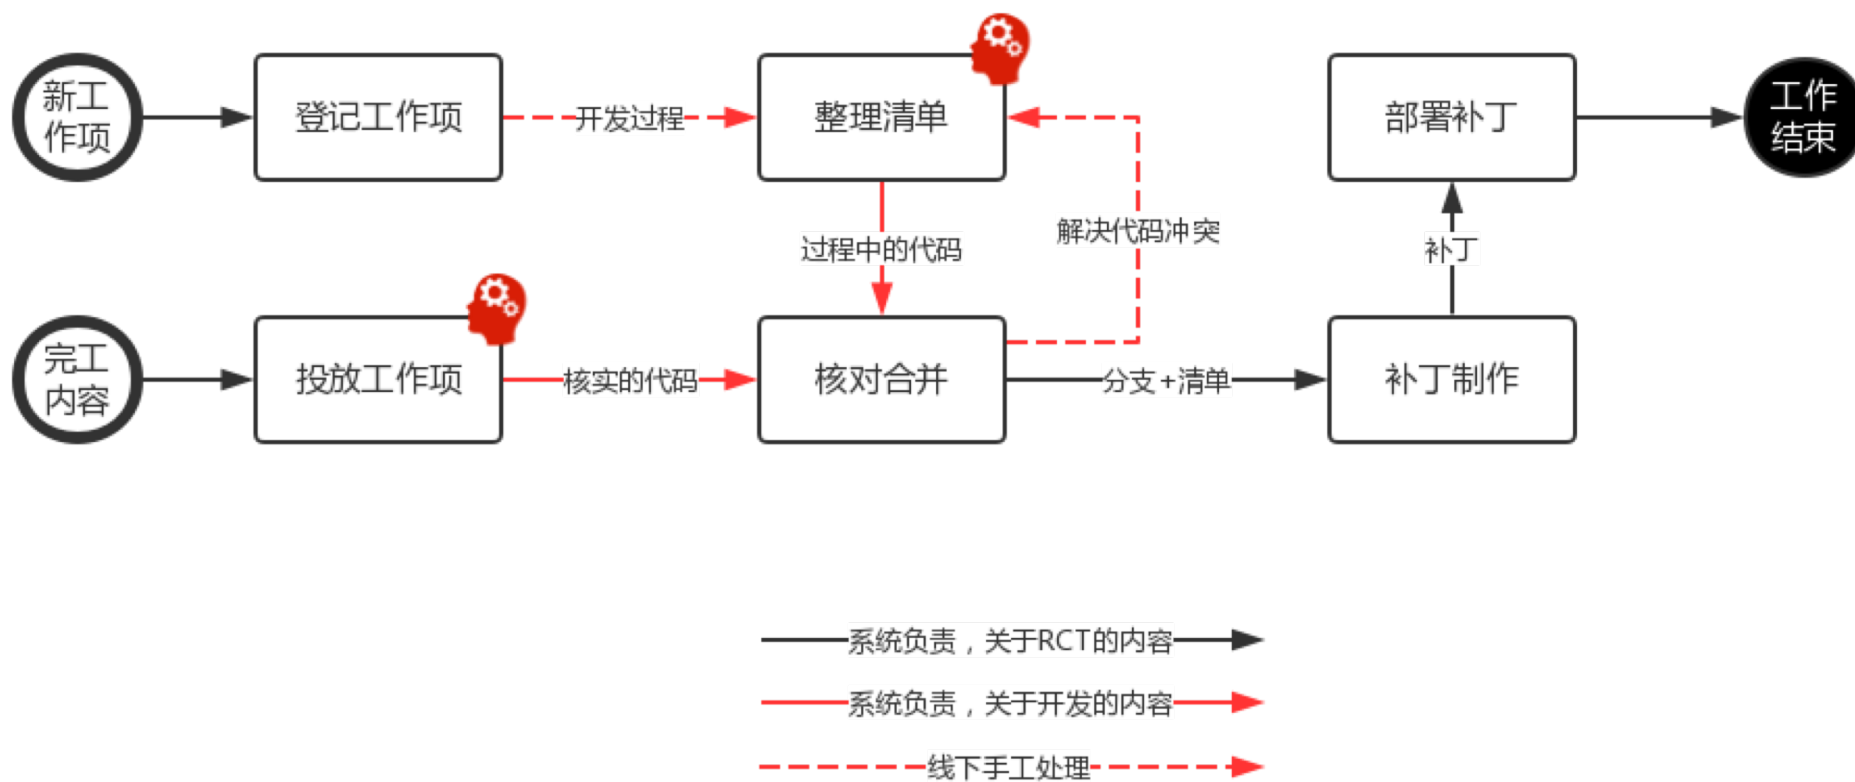 新工
作项
登记工作项
开发过程
整理清单
部署补丁
工作
结束
过程中的代码
解决代码冲突
补丁
完工
内容
投放工作项
核实的代码
核对合并
分支+清单
补丁制作
系统负责，关于RCT的内容
系统负责，关于开发的内容
线下手工处理